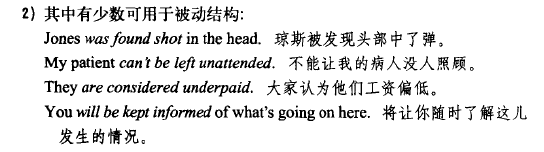 2) 其中有少数可用于被动结构:
Jones was found shot in the head. 琼斯被发现头部中了弹。
My patient can't be left unattended. 不能让我的病人没人照顾。
They are considered underpaid. 大家认为他们工资偏低。
You will be kept informed of what's going on here. 将让你随时了解这儿
发生的情况。